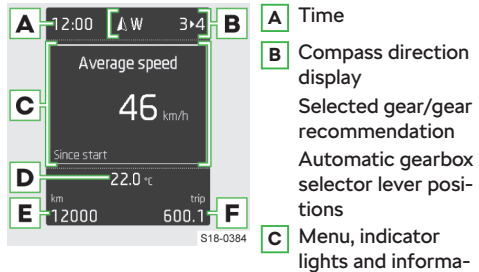 A 12:00 W 3▸4 B
Average speed
C 46 km/h
Since start
D 22.0 °C
km trip
E 12000 600.1 F
S18-0384
A Time
B Compass direction
display
Selected gear/gear
recommendation
Automatic gearbox
selector lever posi-
tions
C Menu, indicator
lights and informa-